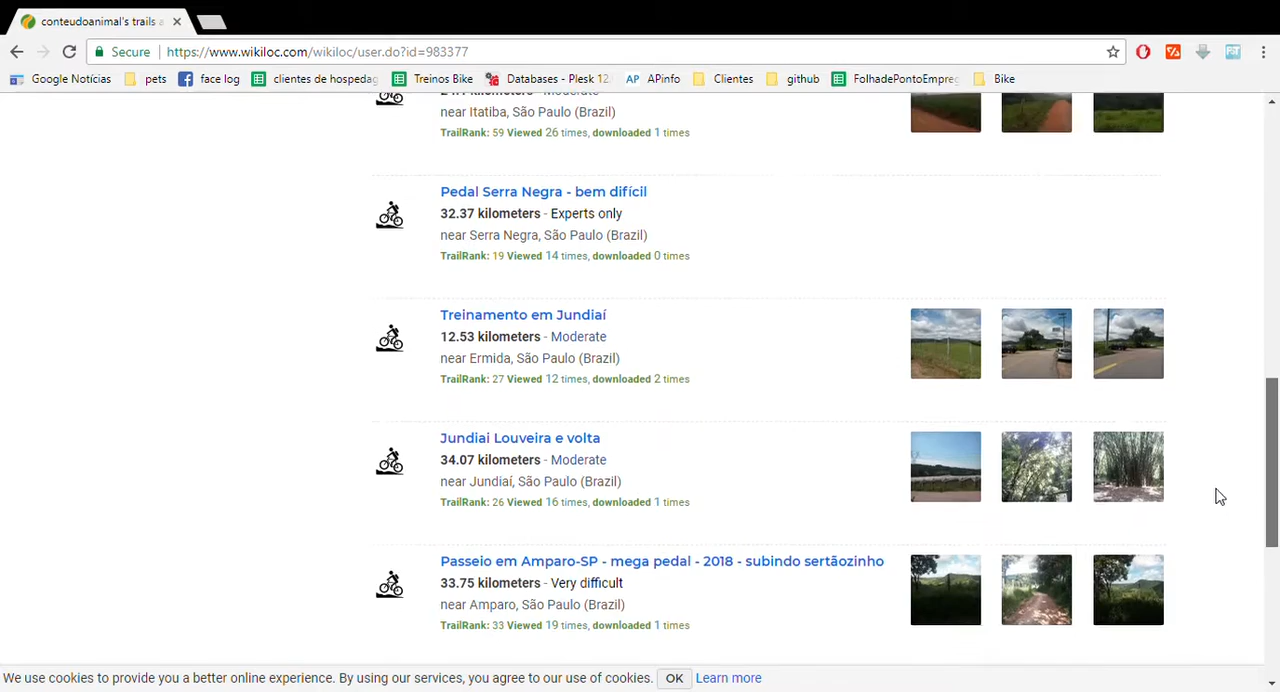 conteudoanimal's trails a
Secure https://www.wikiloc.com/wikiloc/user.do?id=983377
Google Notícias pets face log clientes de hospedag Treinos Bike Databases - Plesk 12. AP APinfo Clientes github FolhadePontoEmpreg Bike
near Itatiba, São Paulo (Brazil)
TrailRank: 59 Viewed 26 times, downloaded 1 times
Pedal Serra Negra - bem difícil
32.37 kilometers - Experts only
near Serra Negra, São Paulo (Brazil)
TrailRank: 19 Viewed 14 times, downloaded 0 times
Treinamento em Jundiaí
12.53 kilometers - Moderate
near Ermida, São Paulo (Brazil)
TrailRank: 27 Viewed 12 times, downloaded 2 times
Jundiai Louveira e volta
34.07 kilometers - Moderate
near Jundiaí, São Paulo (Brazil)
TrailRank: 26 Viewed 16 times, downloaded 1 times
Passeio em Amparo-SP - mega pedal - 2018 - subindo sertãozinho
33.75 kilometers - Very difficult
near Amparo, São Paulo (Brazil)
TrailRank: 33 Viewed 19 times, downloaded 1 times
We use cookies to provide you a better online experience. By using our services, you agree to our use of cookies. OK Learn more